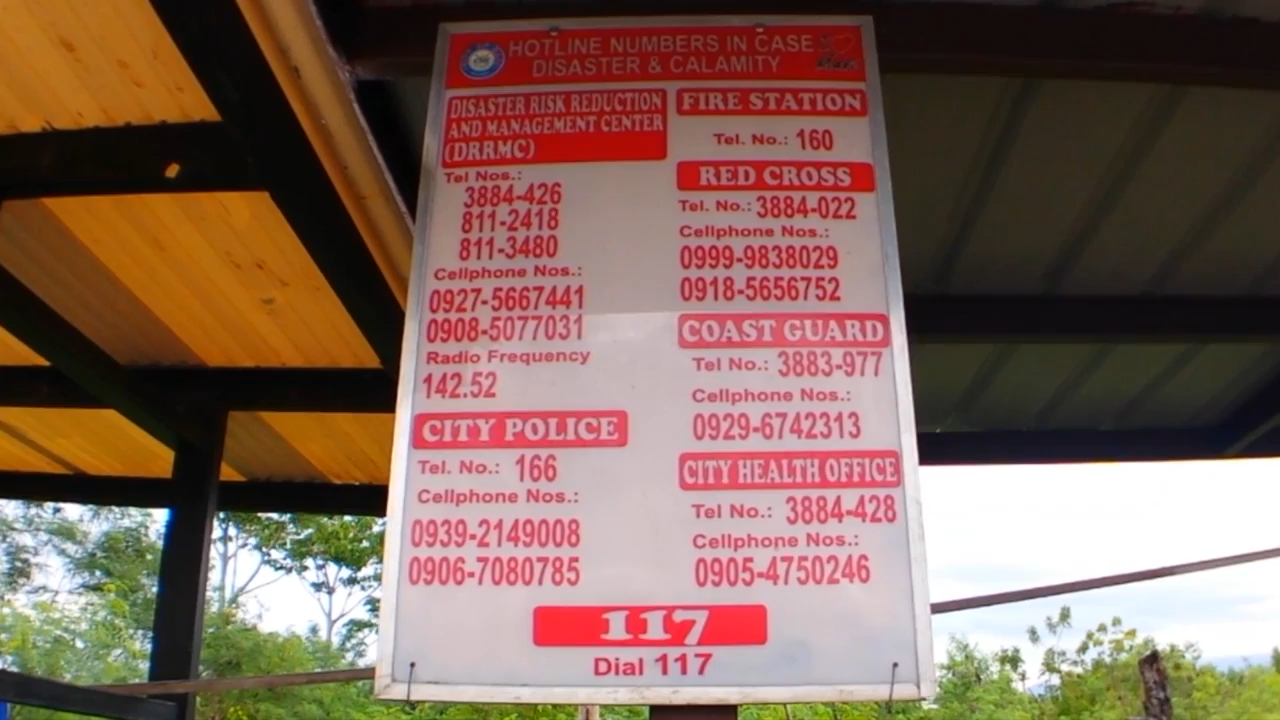 HOTLINE NUMBERS IN CASE
DISASTER & CALAMITY
DISASTER RISK REDUCTION
AND MANAGEMENT CENTER
(DRRMC)
Tel Nos.:
3884-426
811-2418
811-3480
Cellphone Nos.:
0927-5667441
0908-5077031
Radio Frequency
142.52
CITY POLICE
Tel. No.: 166
Cellphone Nos.:
0939-2149008
0906-7080785
FIRE STATION
Tel. No.: 160
RED CROSS
Tel. No.: 3884-022
Cellphone Nos.:
0999-9838029
0918-5656752
COAST GUARD
Tel No.: 3883-977
Cellphone Nos.:
0929-6742313
CITY HEALTH OFFICE
Tel No.: 3884-428
Cellphone Nos.:
0905-4750246
117
Dial 117